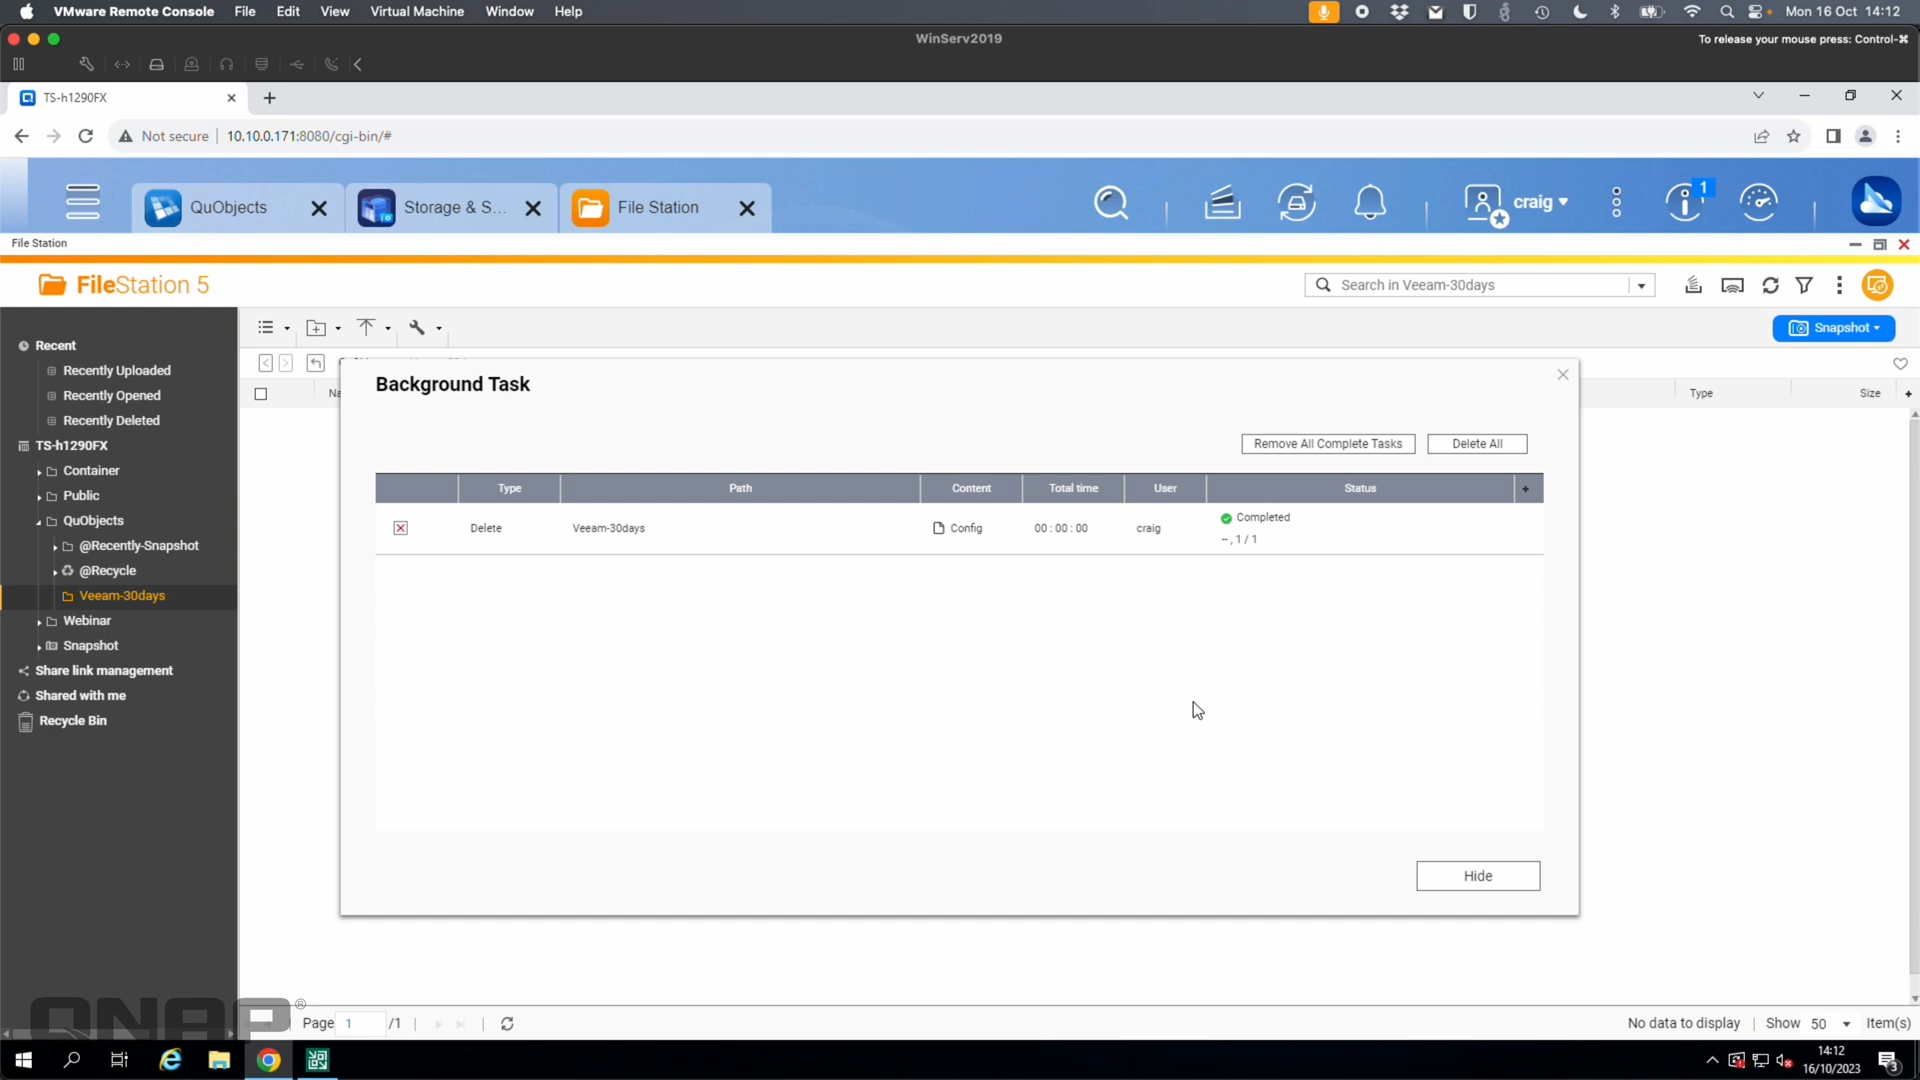 VMware Remote Console File Edit View Virtual Machine Window Help Mon 16 Oct 14:12
WinServ2019
To release your mouse press: Control-⌘
TS-h1290FX
Not secure 10.10.0.171:8080/cgi-bin/#
QuObjects
Storage & S...
File Station
craig
1
File Station
FileStation 5
Search in Veeam-30days
Snapshot
Recent
Recently Uploaded
Recently Opened
Recently Deleted
TS-h1290FX
Container
Public
QuObjects
@Recently-Snapshot
@Recycle
Veeam-30days
Webinar
Snapshot
Share link management
Shared with me
Recycle Bin
Na
Type
Size
Background Task
Remove All Complete Tasks
Delete All
Type Path Content Total time User Status
Delete Veeam-30days Config 00 : 00 : 00 craig Completed
-- , 1 / 1
Hide
QNAP®
Page 1 /1
No data to display Show 50 Item(s)
14:12
16/10/2023
3